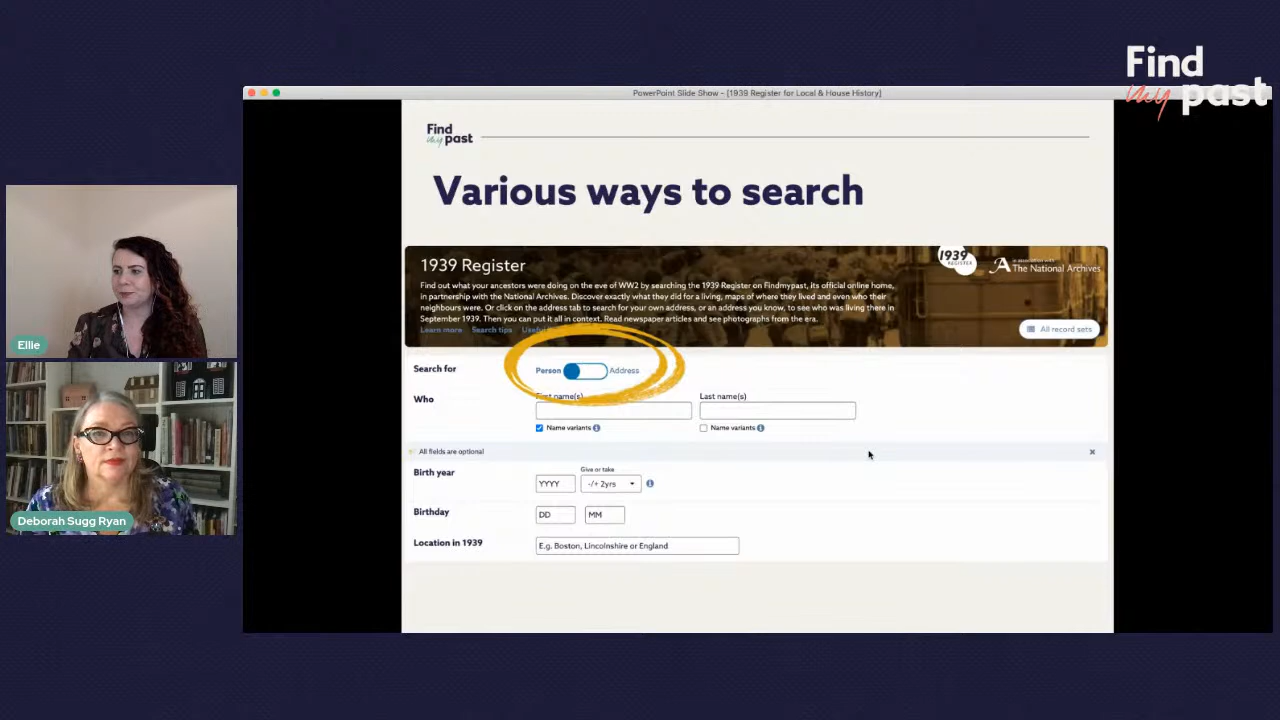 Find
my past
PowerPoint Slide Show - [1939 Register for Local & House History]
Find
my past
Various ways to search
1939 Register
1939
REGISTER
in association with
The National Archives
Find out what your ancestors were doing on the eve of WW2 by searching the 1939 Register on Findmypast, its official online home,
in partnership with the National Archives. Discover exactly what they did for a living, maps of where they lived and even who their
neighbours were. Or click on the address tab to search for your own address, or an address you know, to see who was living there in
September 1939. Then you can put it all in context. Read newspaper articles and see photographs from the era.
Learn more Search tips
All record sets
Search for
Person Address
Who
First name(s) Last name(s)
Name variants Name variants
All fields are optional
Birth year
Give or take
YYYY -/+ 2yrs
Birthday
DD MM
Location in 1939
E.g. Boston, Lincolnshire or England
Ellie
Deborah Sugg Ryan